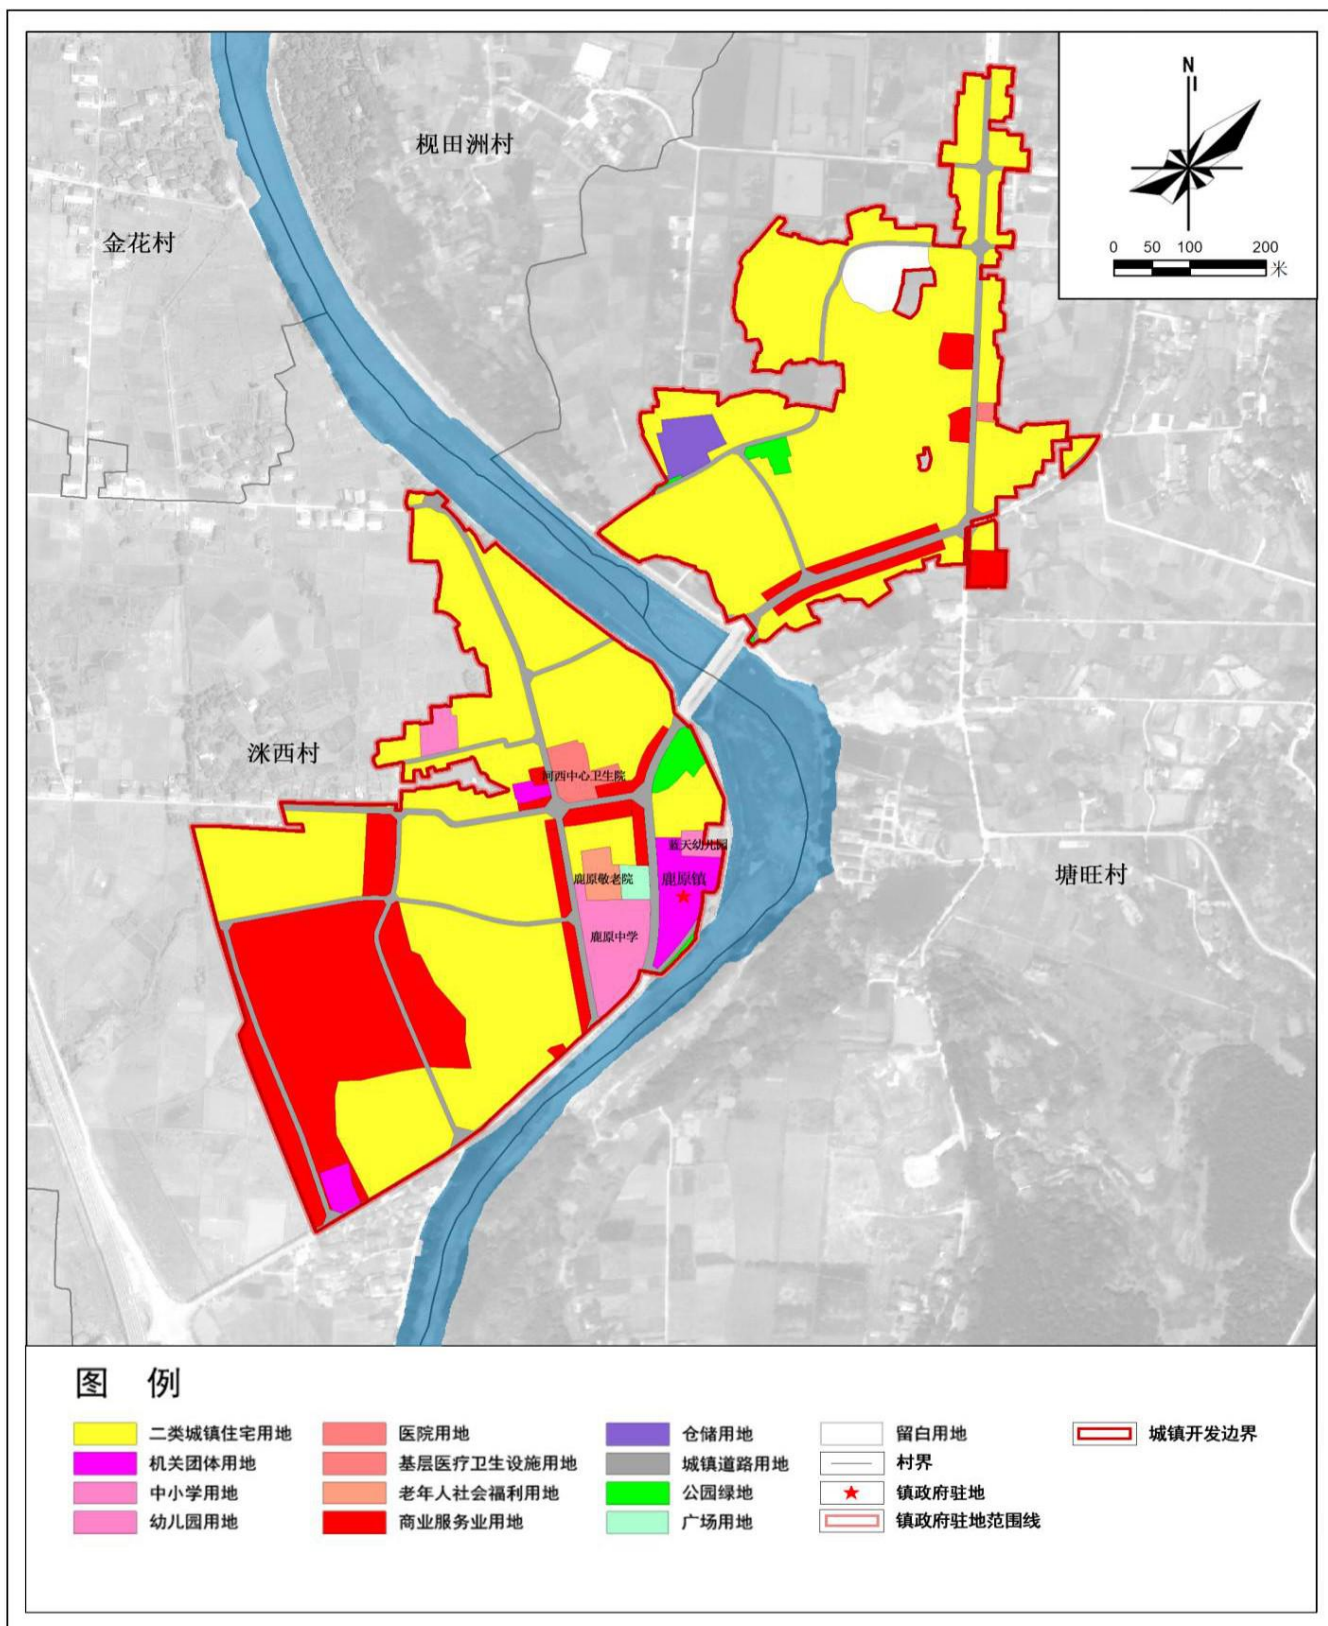 枧田洲村
金花村
N
0 50 100 200
米
洣西村
河西中心卫生院
蓝天幼儿园
鹿原敬老院
鹿原镇
鹿原中学
塘旺村
图 例
二类城镇住宅用地 医院用地 仓储用地 留白用地 城镇开发边界
机关团体用地 基层医疗卫生设施用地 城镇道路用地 村界
中小学用地 老年人社会福利用地 公园绿地 镇政府驻地
幼儿园用地 商业服务业用地 广场用地 镇政府驻地范围线